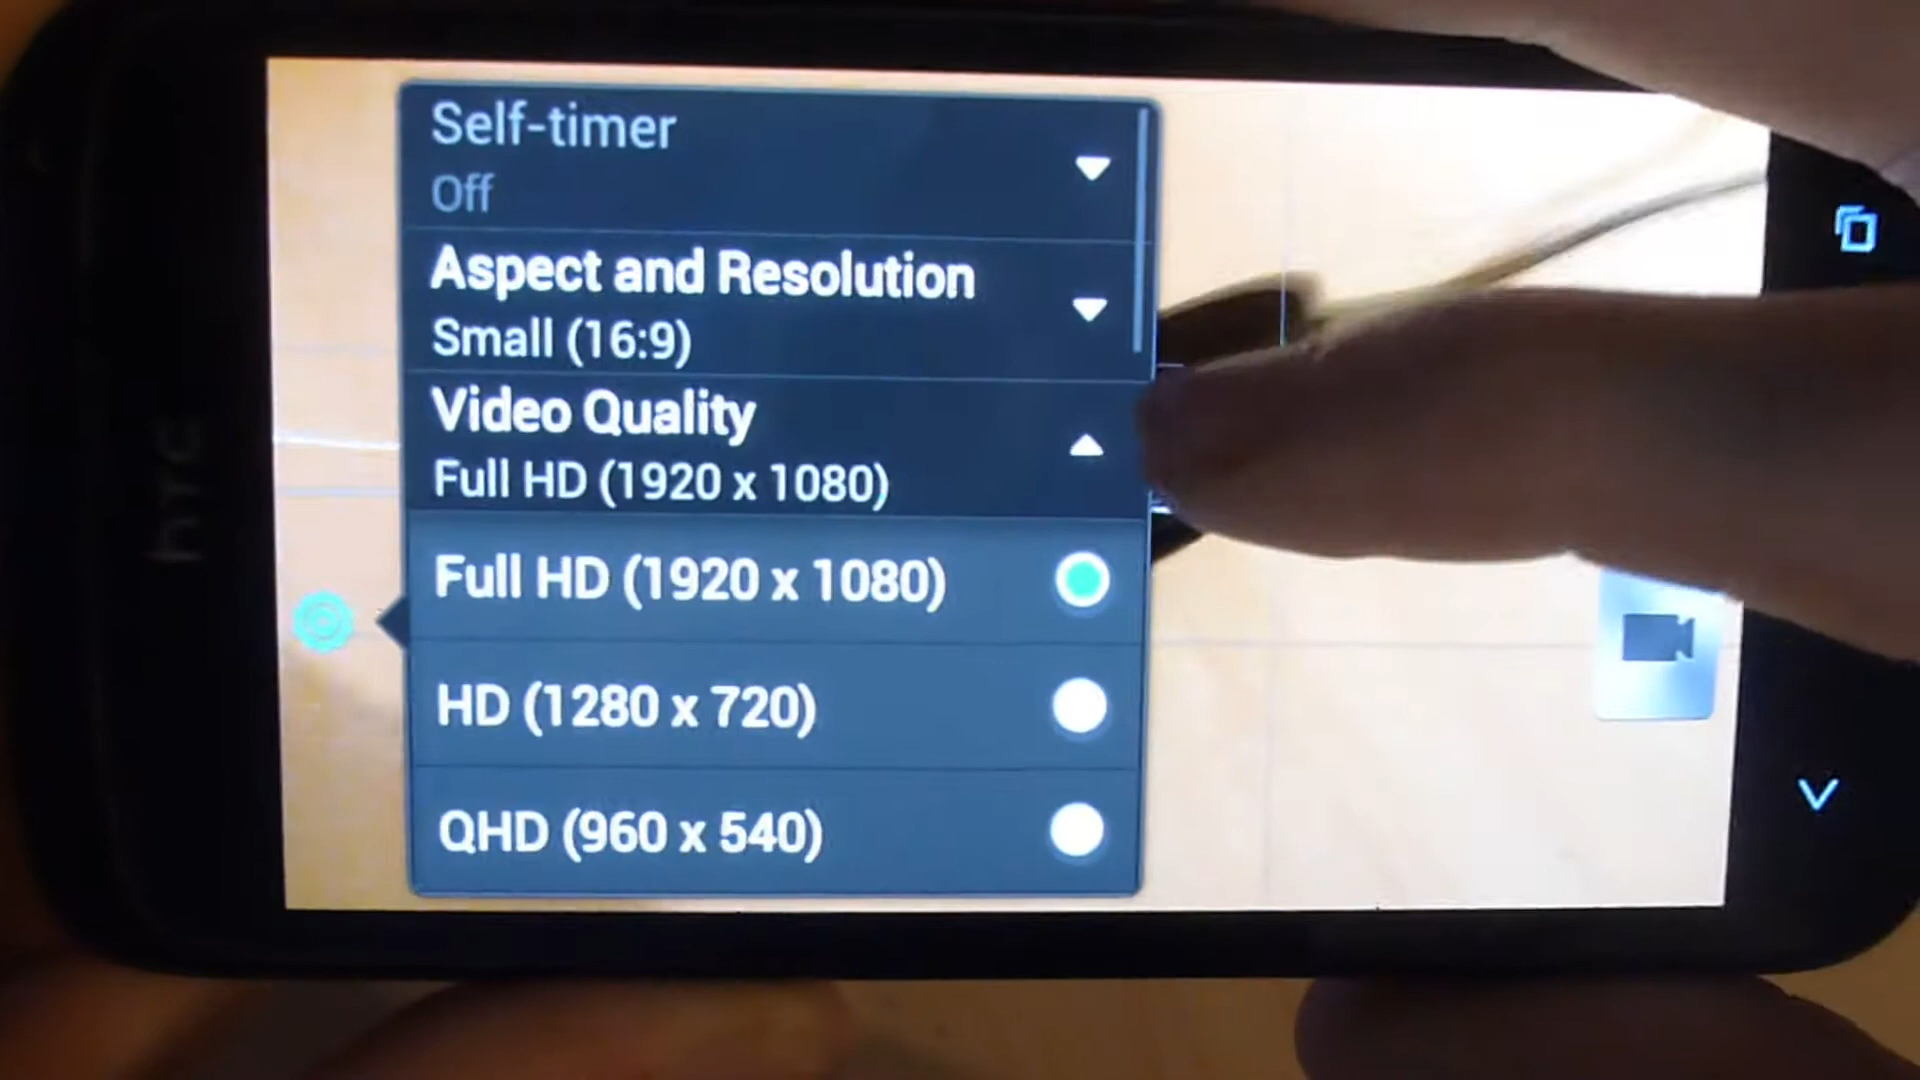 Self-timer
Off
Aspect and Resolution
Small (16:9)
Video Quality
Full HD (1920 x 1080)
Full HD (1920 x 1080)
HD (1280 x 720)
QHD (960 x 540)
hTC